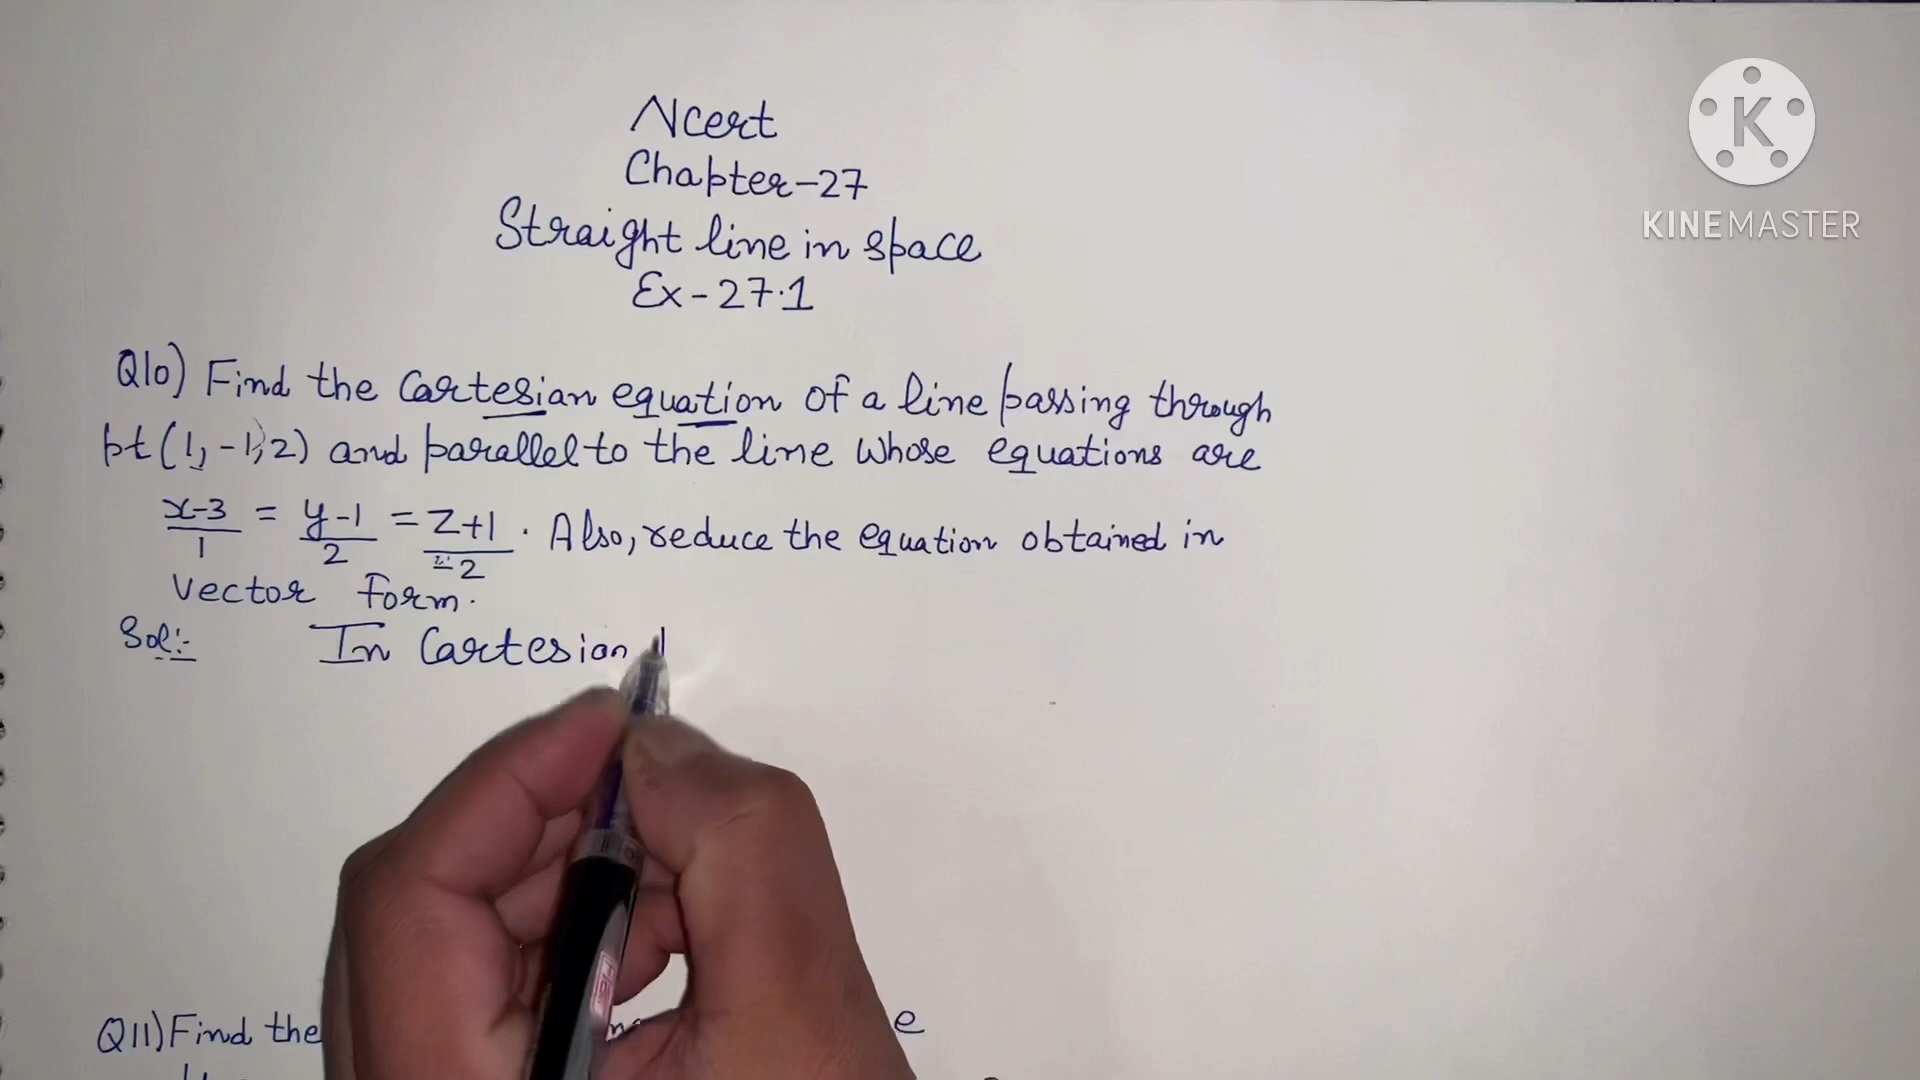 Ncert
Chapter-27
Straight line in space
Ex-27.1
Q10) Find the Cartesian equation of a line passing through
pt (1, -1, 2) and parallel to the line whose equations are
x-3/1 = y-1/2 = z+1/-2 . Also, reduce the equation obtained in
vector form.
Sol:- In Cartesian
Q11) Find the e
K
KINEMASTER